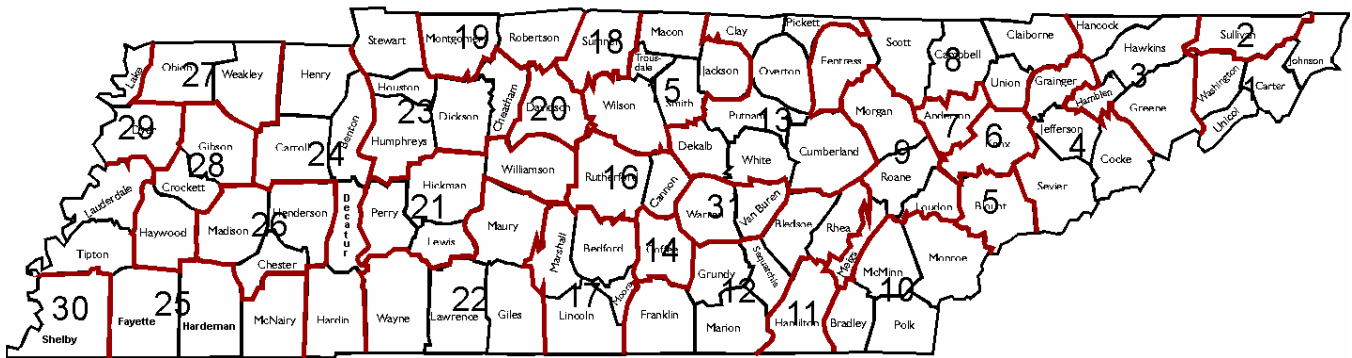 Stewart
Montgomery
19
Robertson
Sumner
18
Macon
Clay
Pickett
Scott
Campbell
8
Claiborne
Hancock
Hawkins
3
Sullivan
2
Johnson
Lake
Obion
27
Weakley
Henry
Houston
23
Dickson
Cheatham
Davidson
20
Wilson
Trous-
dale
15
Smith
Jackson
Overton
Fentress
Morgan
Anderson
7
Union
Grainger
Hamblen
Greene
Washington
1
Carter
Unicoi
29
Dyer
Gibson
28
Crockett
Carroll
24
Benton
Humphreys
Hickman
21
Williamson
Rutherford
16
Cannon
Dekalb
Putnam
13
White
Cumberland
9
Roane
6
Knox
Jefferson
4
Cocke
Sevier
Lauderdale
Haywood
Madison
26
Henderson
Decatur
Perry
Lewis
Maury
Marshall
Bedford
14
Coffee
Warren
31
Van Buren
Bledsoe
Rhea
Meigs
Loudon
Blount
5
Monroe
McMinn
10
Tipton
Chester
Grundy
Sequatchie
12
30
Shelby
25
Fayette
Hardeman
McNairy
Hardin
Wayne
22
Lawrence
Giles
17
Lincoln
Moore
Franklin
Marion
11
Hamilton
Bradley
Polk